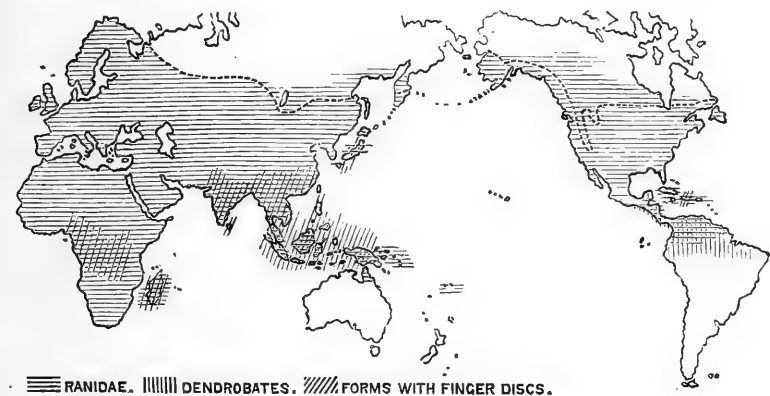 RANIDAE. DENDROBATES. FORMS WITH FINGER DISCS.